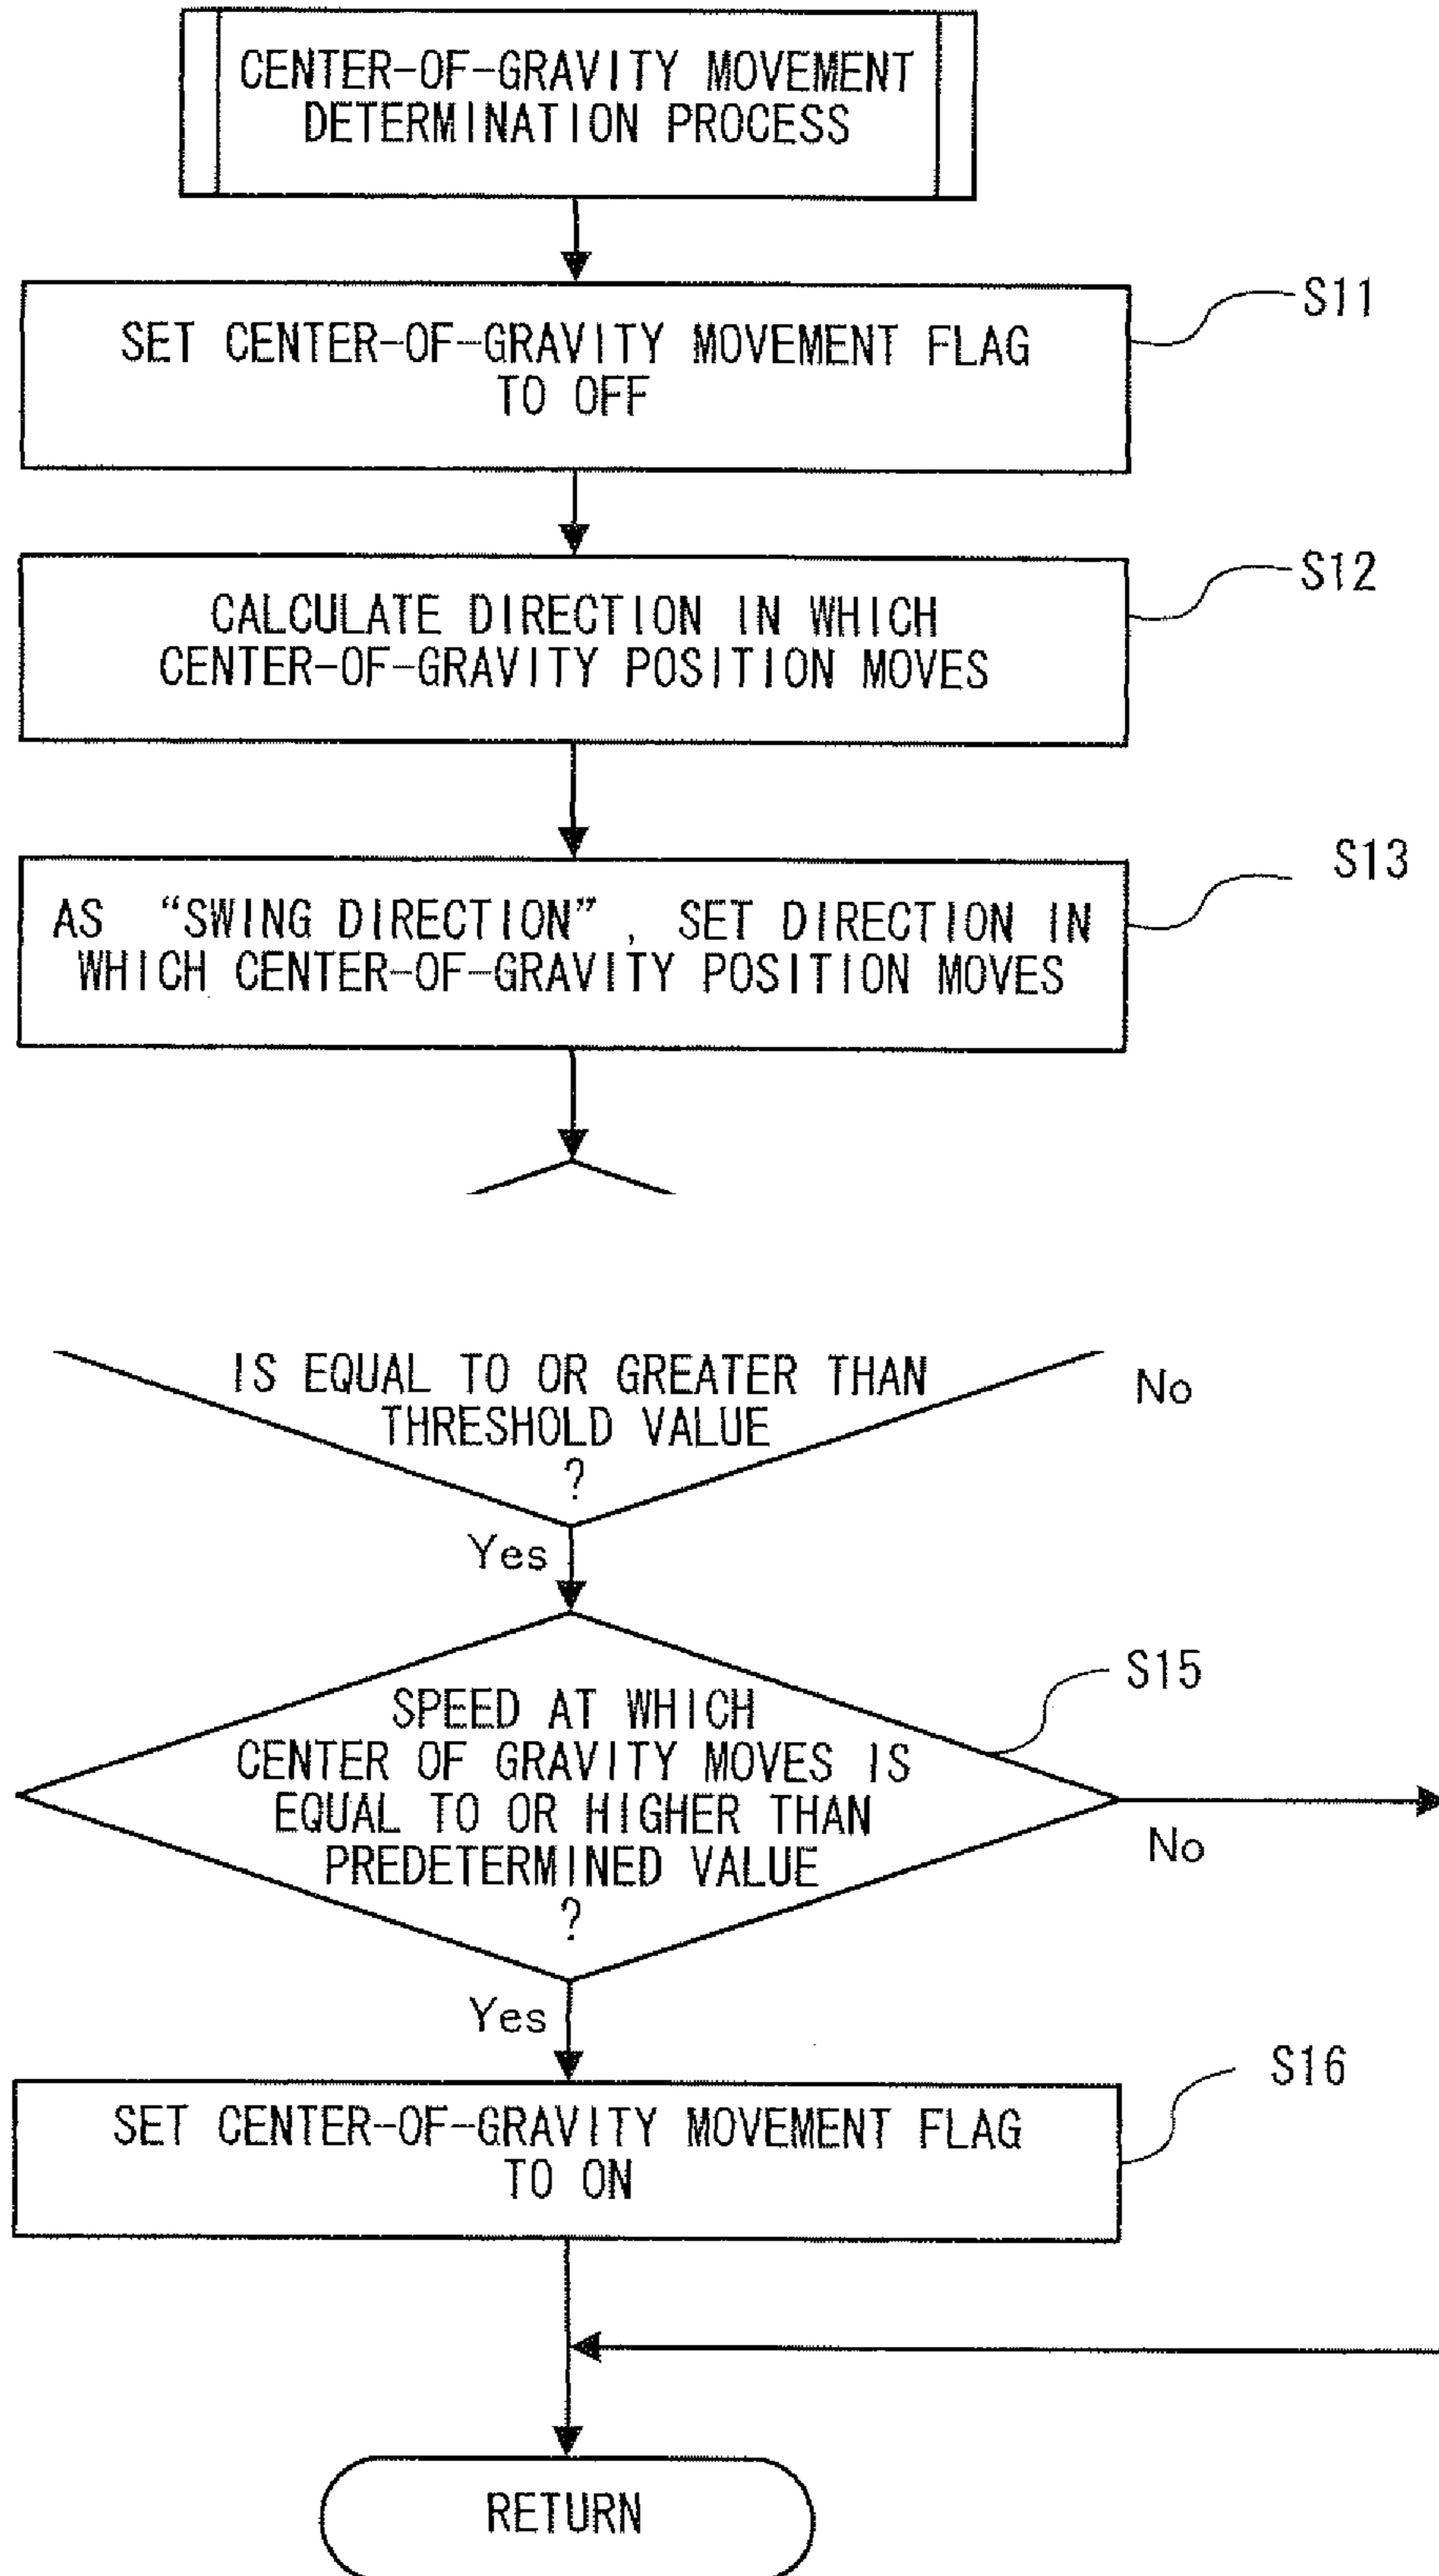 CENTER-OF-GRAVITY MOVEMENT
DETERMINATION PROCESS
S11
SET CENTER-OF-GRAVITY MOVEMENT FLAG
TO OFF
S12
CALCULATE DIRECTION IN WHICH
CENTER-OF-GRAVITY POSITION MOVES
S13
AS “SWING DIRECTION”, SET DIRECTION IN
WHICH CENTER-OF-GRAVITY POSITION MOVES
IS EQUAL TO OR GREATER THAN
THRESHOLD VALUE
?
No
Yes
S15
SPEED AT WHICH
CENTER OF GRAVITY MOVES IS
EQUAL TO OR HIGHER THAN
PREDETERMINED VALUE
?
No
Yes
S16
SET CENTER-OF-GRAVITY MOVEMENT FLAG
TO ON
RETURN